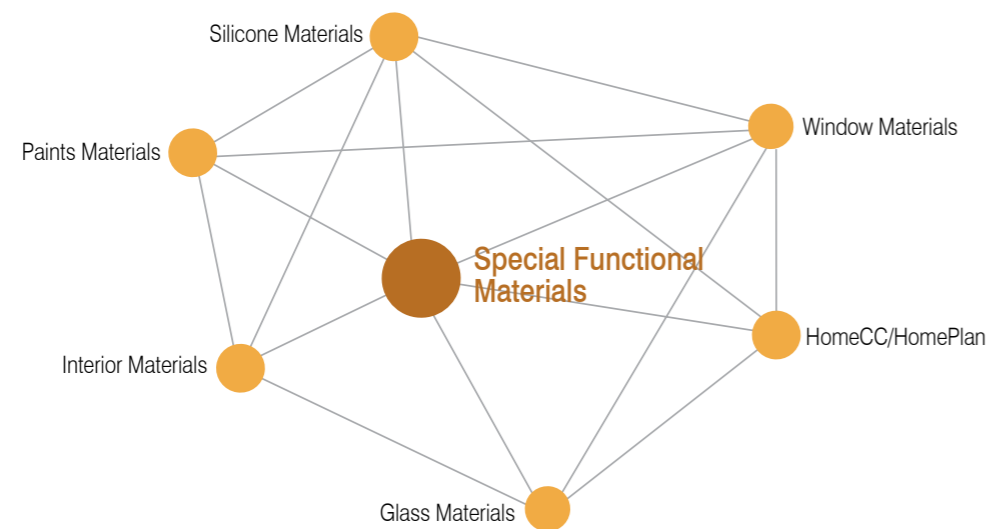 Silicone Materials
Window Materials
Paints Materials
Special Functional
Materials
HomeCC/HomePlan
Interior Materials
Glass Materials